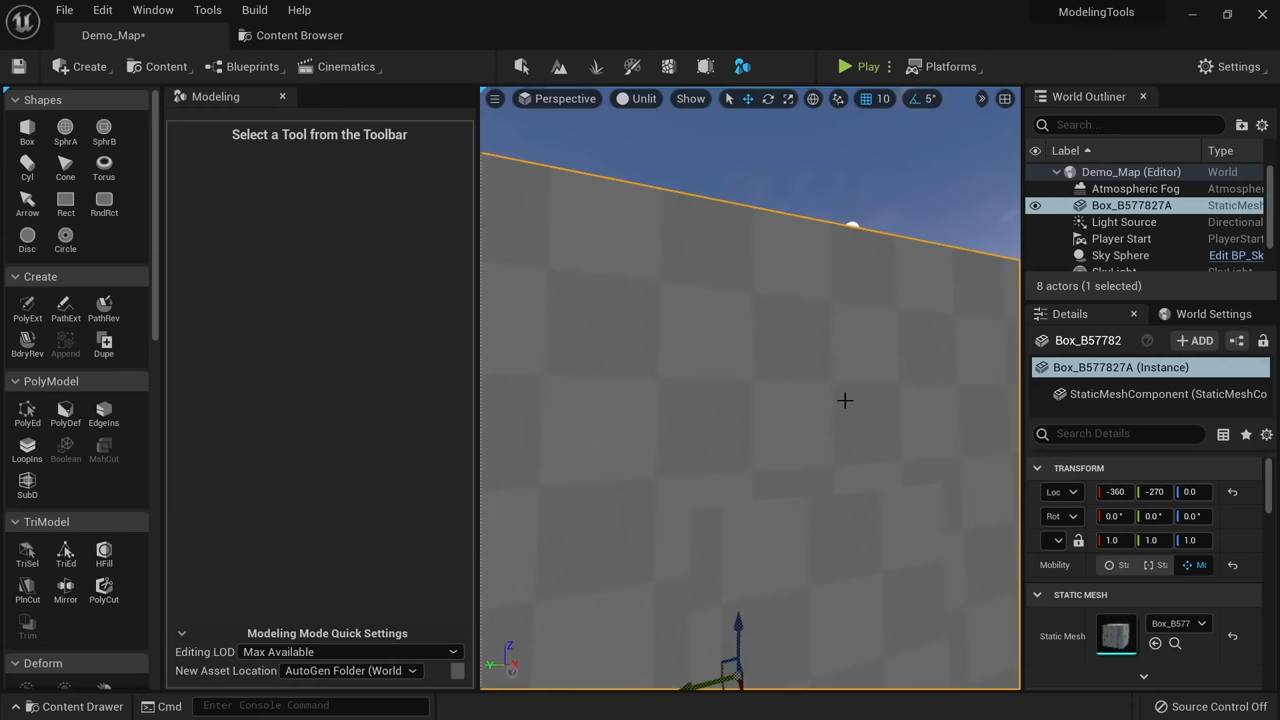 File Edit Window Tools Build Help
ModelingTools
Demo_Map* Content Browser
Create Content Blueprints Cinematics Play Platforms Settings
Shapes
Box SphrA SphrB
Cyl Cone Torus
Arrow Rect RndRct
Disc Circle
Create
PolyExt PathExt PathRev
BdryRev Append Dupe
PolyModel
PolyEd PolyDef EdgeIns
LoopIns Boolean MshCut
SubD
TriModel
TriSel TriEd HFill
PlnCut Mirror PolyCut
Trim
Deform
Modeling
Select a Tool from the Toolbar
Modeling Mode Quick Settings
Editing LOD Max Available
New Asset Location AutoGen Folder (World
Perspective Unlit Show 10 5°
Z
Y X
World Outliner
Search...
Label Type
Demo_Map (Editor) World
Atmospheric Fog Atmosphe
Box_B577827A StaticMesh
Light Source Directional
Player Start PlayerStart
Sky Sphere Edit BP_Sk
SkyLight SkyLight
8 actors (1 selected)
Details World Settings
Box_B57782 ADD
Box_B577827A (Instance)
StaticMeshComponent (StaticMeshCo
Search Details
TRANSFORM
Loc -360. -270 0.0
Rot 0.0° 0.0° 0.0°
1.0 1.0 1.0
Mobility Sta Sta Mo
STATIC MESH
Static Mesh Box_B577
Content Drawer Cmd Enter Console Command Source Control Off